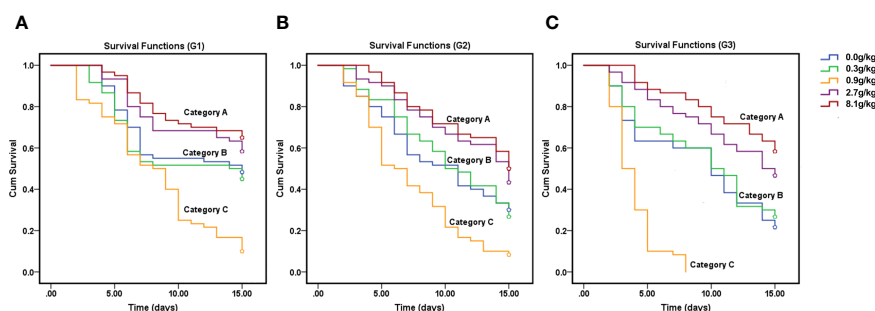 A
B
C
Survival Functions (G1)
Survival Functions (G2)
Survival Functions (G3)
Cum Survival
1.0
0.8
0.6
0.4
0.2
0.0
.00
5.00
10.00
15.00
Time (days)
Category A
Category B
Category C
Cum Survival
1.0
0.8
0.6
0.4
0.2
0.0
.00
5.00
10.00
15.00
Time (days)
Category A
Category B
Category C
Cum Survival
1.0
0.8
0.6
0.4
0.2
0.0
.00
5.00
10.00
15.00
Time (days)
Category A
Category B
Category C
0.0g/kg
0.3g/kg
0.9g/kg
2.7g/kg
8.1g/kg